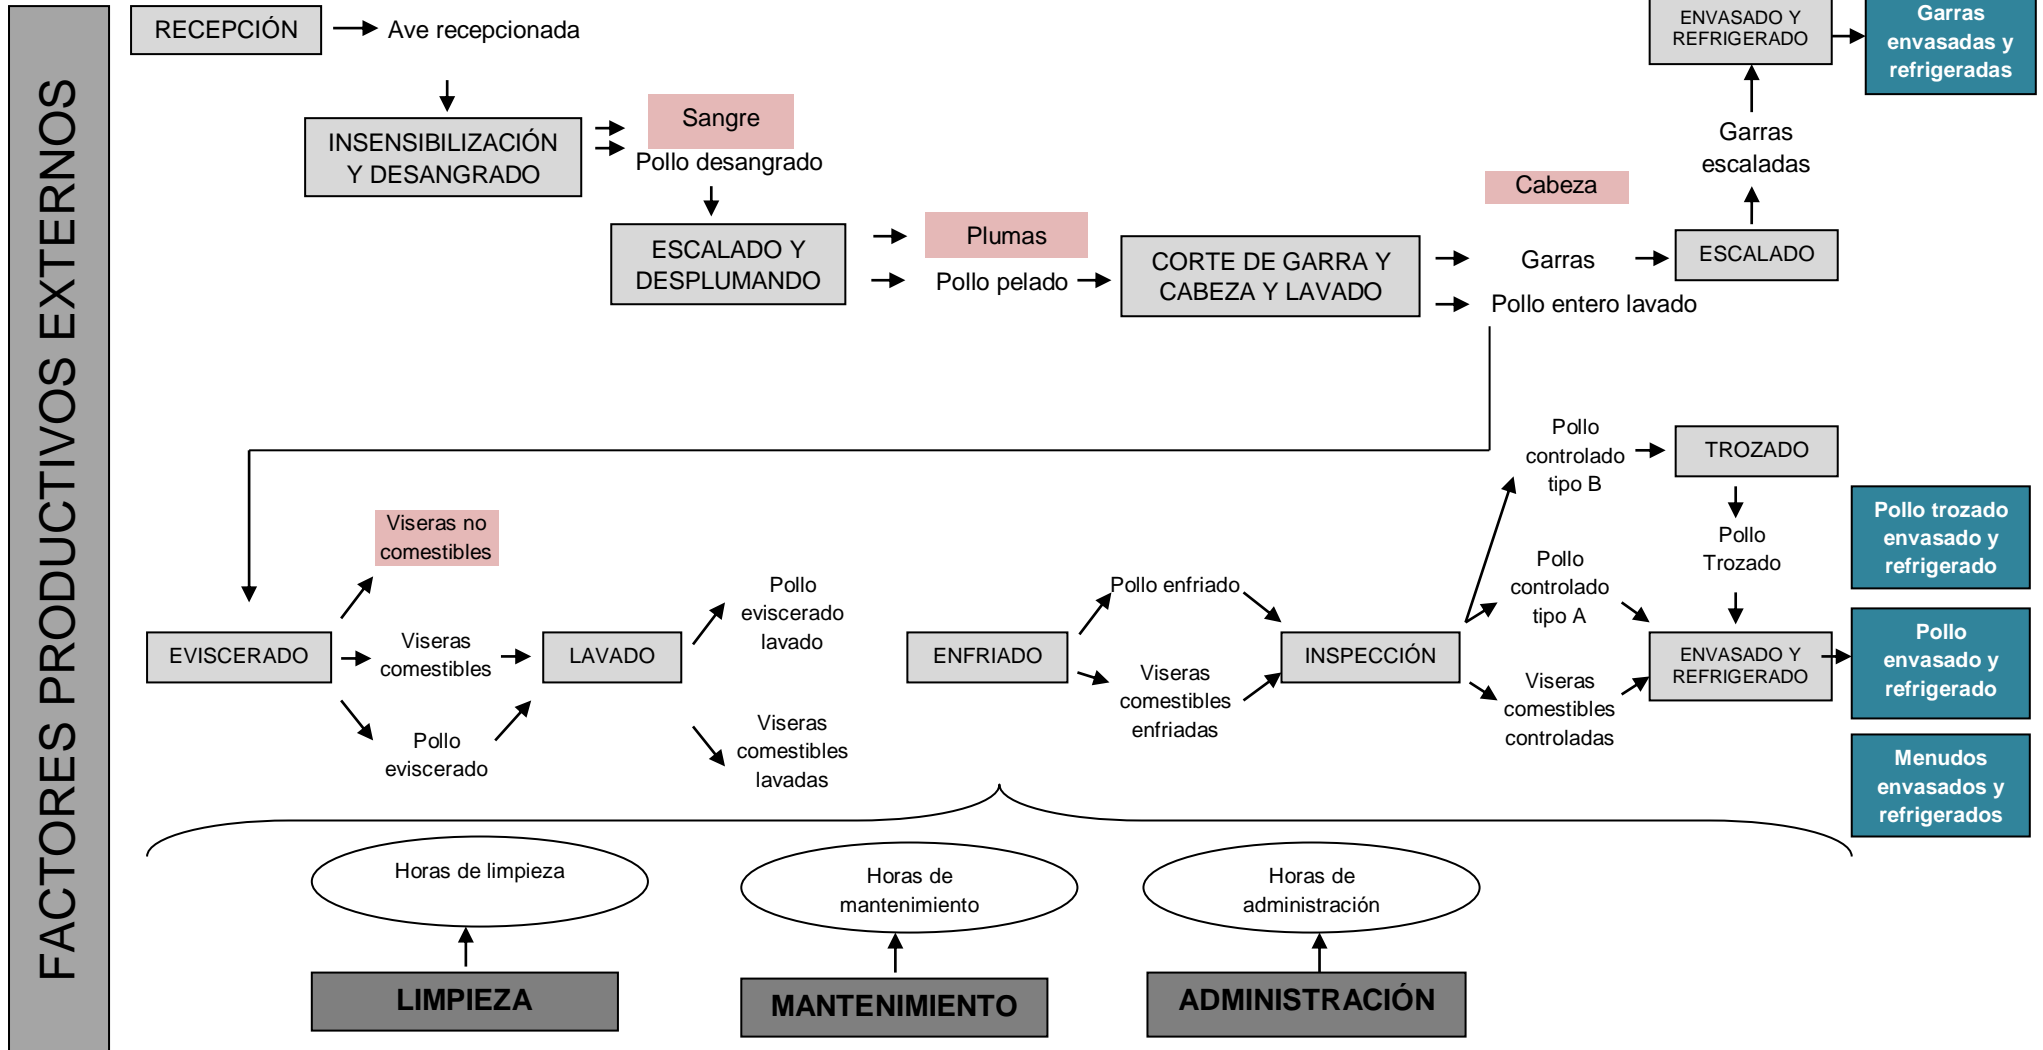 FACTORES PRODUCTIVOS EXTERNOS
RECEPCIÓN
Ave recepcionada
ENVASADO Y
REFRIGERADO
Garras
envasadas y
refrigeradas
INSENSIBILIZACIÓN
Y DESANGRADO
Sangre
Pollo desangrado
Garras
escaladas
ESCALADO Y
DESPLUMANDO
Plumas
Pollo pelado
CORTE DE GARRA Y
CABEZA Y LAVADO
Cabeza
Garras
Pollo entero lavado
ESCALADO
Pollo
controlado
tipo B
TROZADO
Pollo
Trozado
Pollo trozado
envasado y
refrigerado
EVISCERADO
Viseras no
comestibles
Viseras
comestibles
Pollo
eviscerado
LAVADO
Pollo
eviscerado
lavado
Viseras
comestibles
lavadas
ENFRIADO
Pollo enfriado
Viseras
comestibles
enfriadas
INSPECCIÓN
Pollo
controlado
tipo A
Viseras
comestibles
controladas
ENVASADO Y
REFRIGERADO
Pollo
envasado y
refrigerado
Menudos
envasados y
refrigerados
Horas de limpieza
Horas de
mantenimiento
Horas de
administración
LIMPIEZA
MANTENIMIENTO
ADMINISTRACIÓN